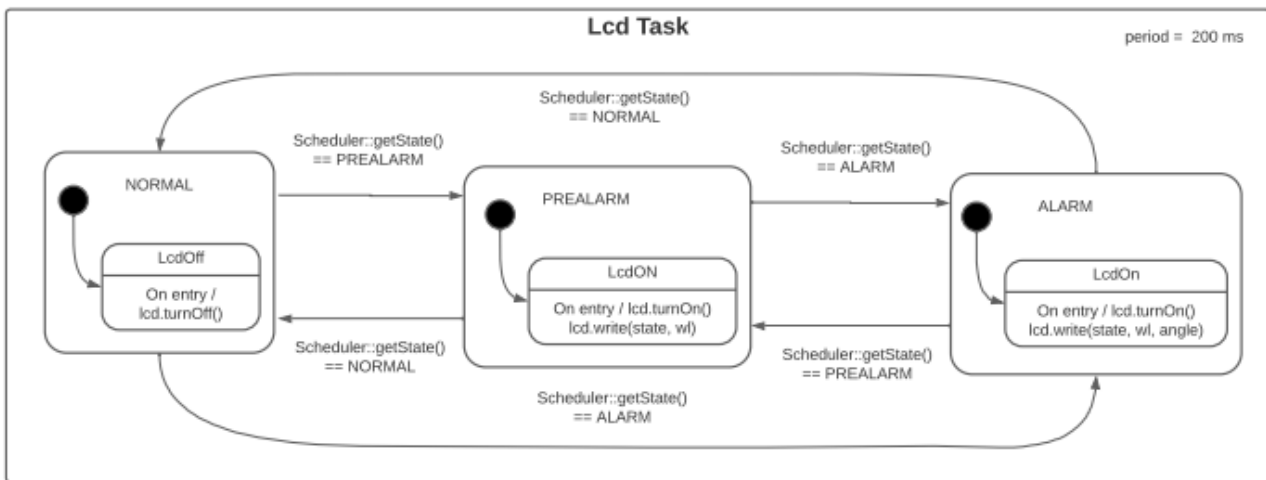 Lcd Task
period = 200 ms
Scheduler::getState()
== NORMAL
Scheduler::getState()
== PREALARM
Scheduler::getState()
== ALARM
NORMAL
LcdOff
On entry /
lcd.turnOff()
PREALARM
LcdON
On entry / lcd.turnOn()
lcd.write(state, wl)
ALARM
LcdOn
On entry / lcd.turnOn()
lcd.write(state, wl, angle)
Scheduler::getState()
== NORMAL
Scheduler::getState()
== PREALARM
Scheduler::getState()
== ALARM